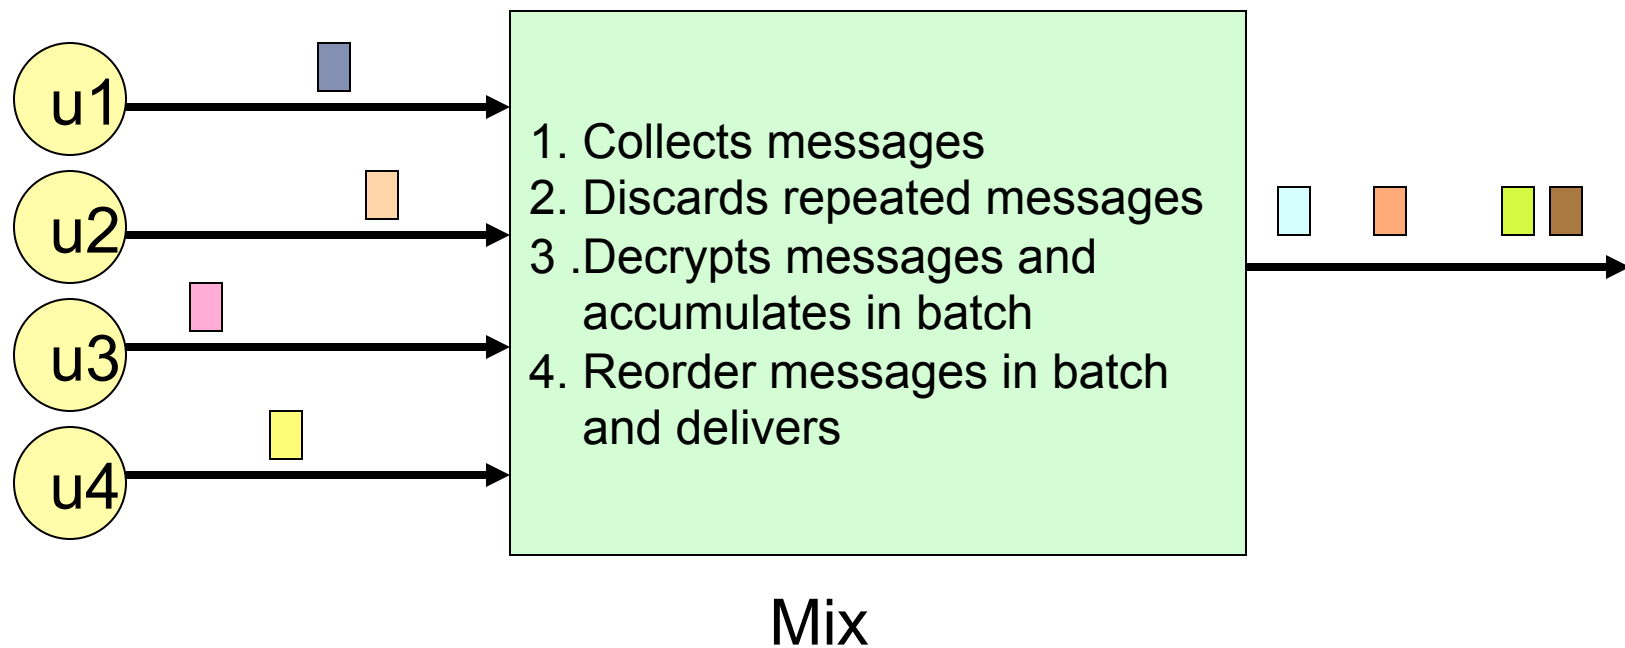 u1
u2
u3
u4
1. Collects messages
2. Discards repeated messages
3 .Decrypts messages and
accumulates in batch
4. Reorder messages in batch
and delivers
Mix